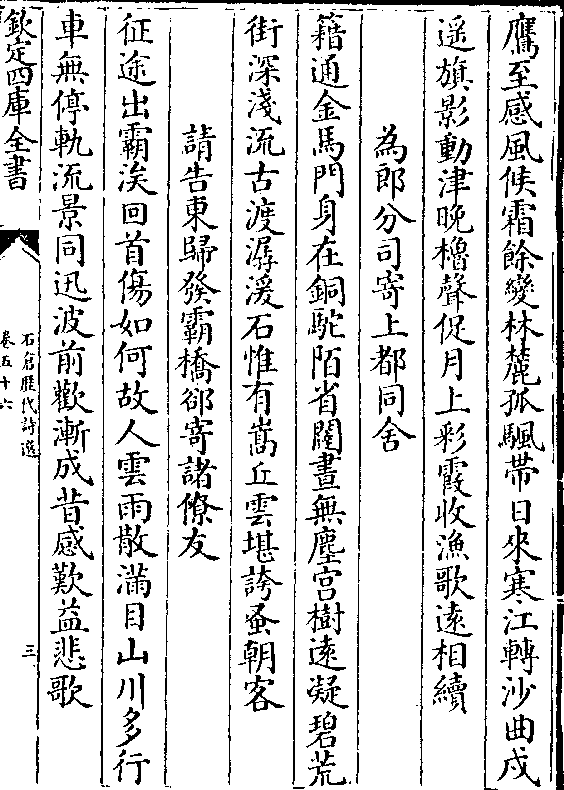 鴈至感風候霜餘變林麓孤颿帶日來寒江轉沙曲戍
遥旗影動津晚櫓聲促月上彩霞收漁歌遠相續
為郎分司寄上都同舍
籍通金馬門身在銅駝陌省闥晝無塵宮樹遠凝碧荒
街淺深流古渡潺湲石惟有嵩丘雲堪誇蚤朝客
請告東歸發霸橋郤寄諸僚友
征途出霸涘回首傷如何故人雲雨散滿目山川多行
車無停軌流景同迅波前歡漸成昔感歎益悲歌
欽定四庫全書
石倉歷代詩選
卷五十六
三